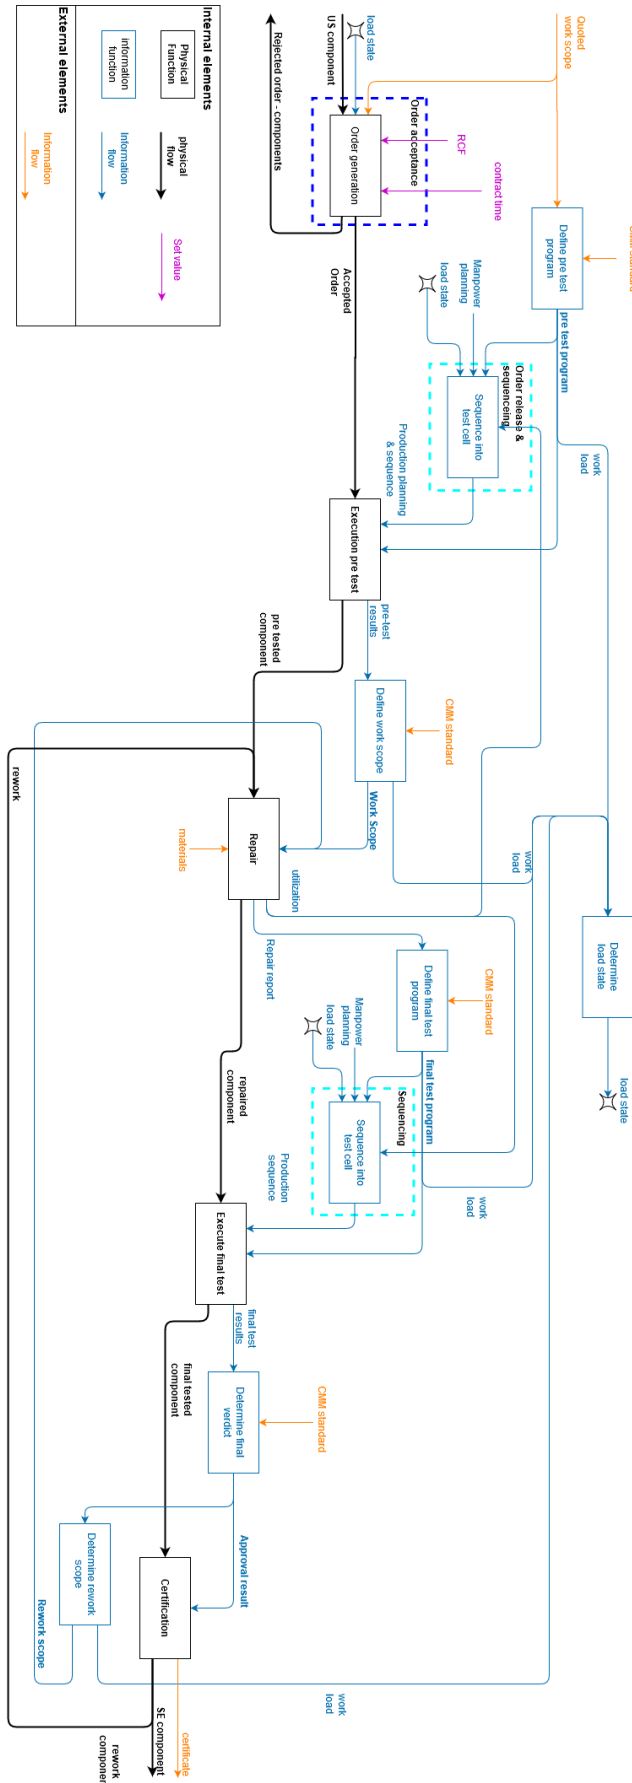 load state
Determine
load state
Quoted
work scope
work
load
Define pre test
program
pre test program
work
load
work
load
contract time
RCF
Order acceptance
Order generation
load state
US component
Rejected order - components
Accepted
Order
Manpower
planning
load state
Order release &
sequenceing
Sequence into
test cell
Production planning
& sequence
Execution pre test
pre-test
results
pre tested
component
CMM standard
Define work scope
Work Scope
Repair
materials
utilization
Repair report
rework
CMM standard
Define final test
program
final test program
Manpower
planning
load state
Sequencing
Sequence into
test cell
Production
sequence
repaired
component
Execute final test
final test
results
final tested
component
CMM standard
Determine final
verdict
Approval result
Certification
Determine rework
scope
Rework scope
work
load
certificate
SE component
rework
Internal elements
Physical
Function
physical
flow
Set value
information
function
Information
flow
External elements
Information
flow